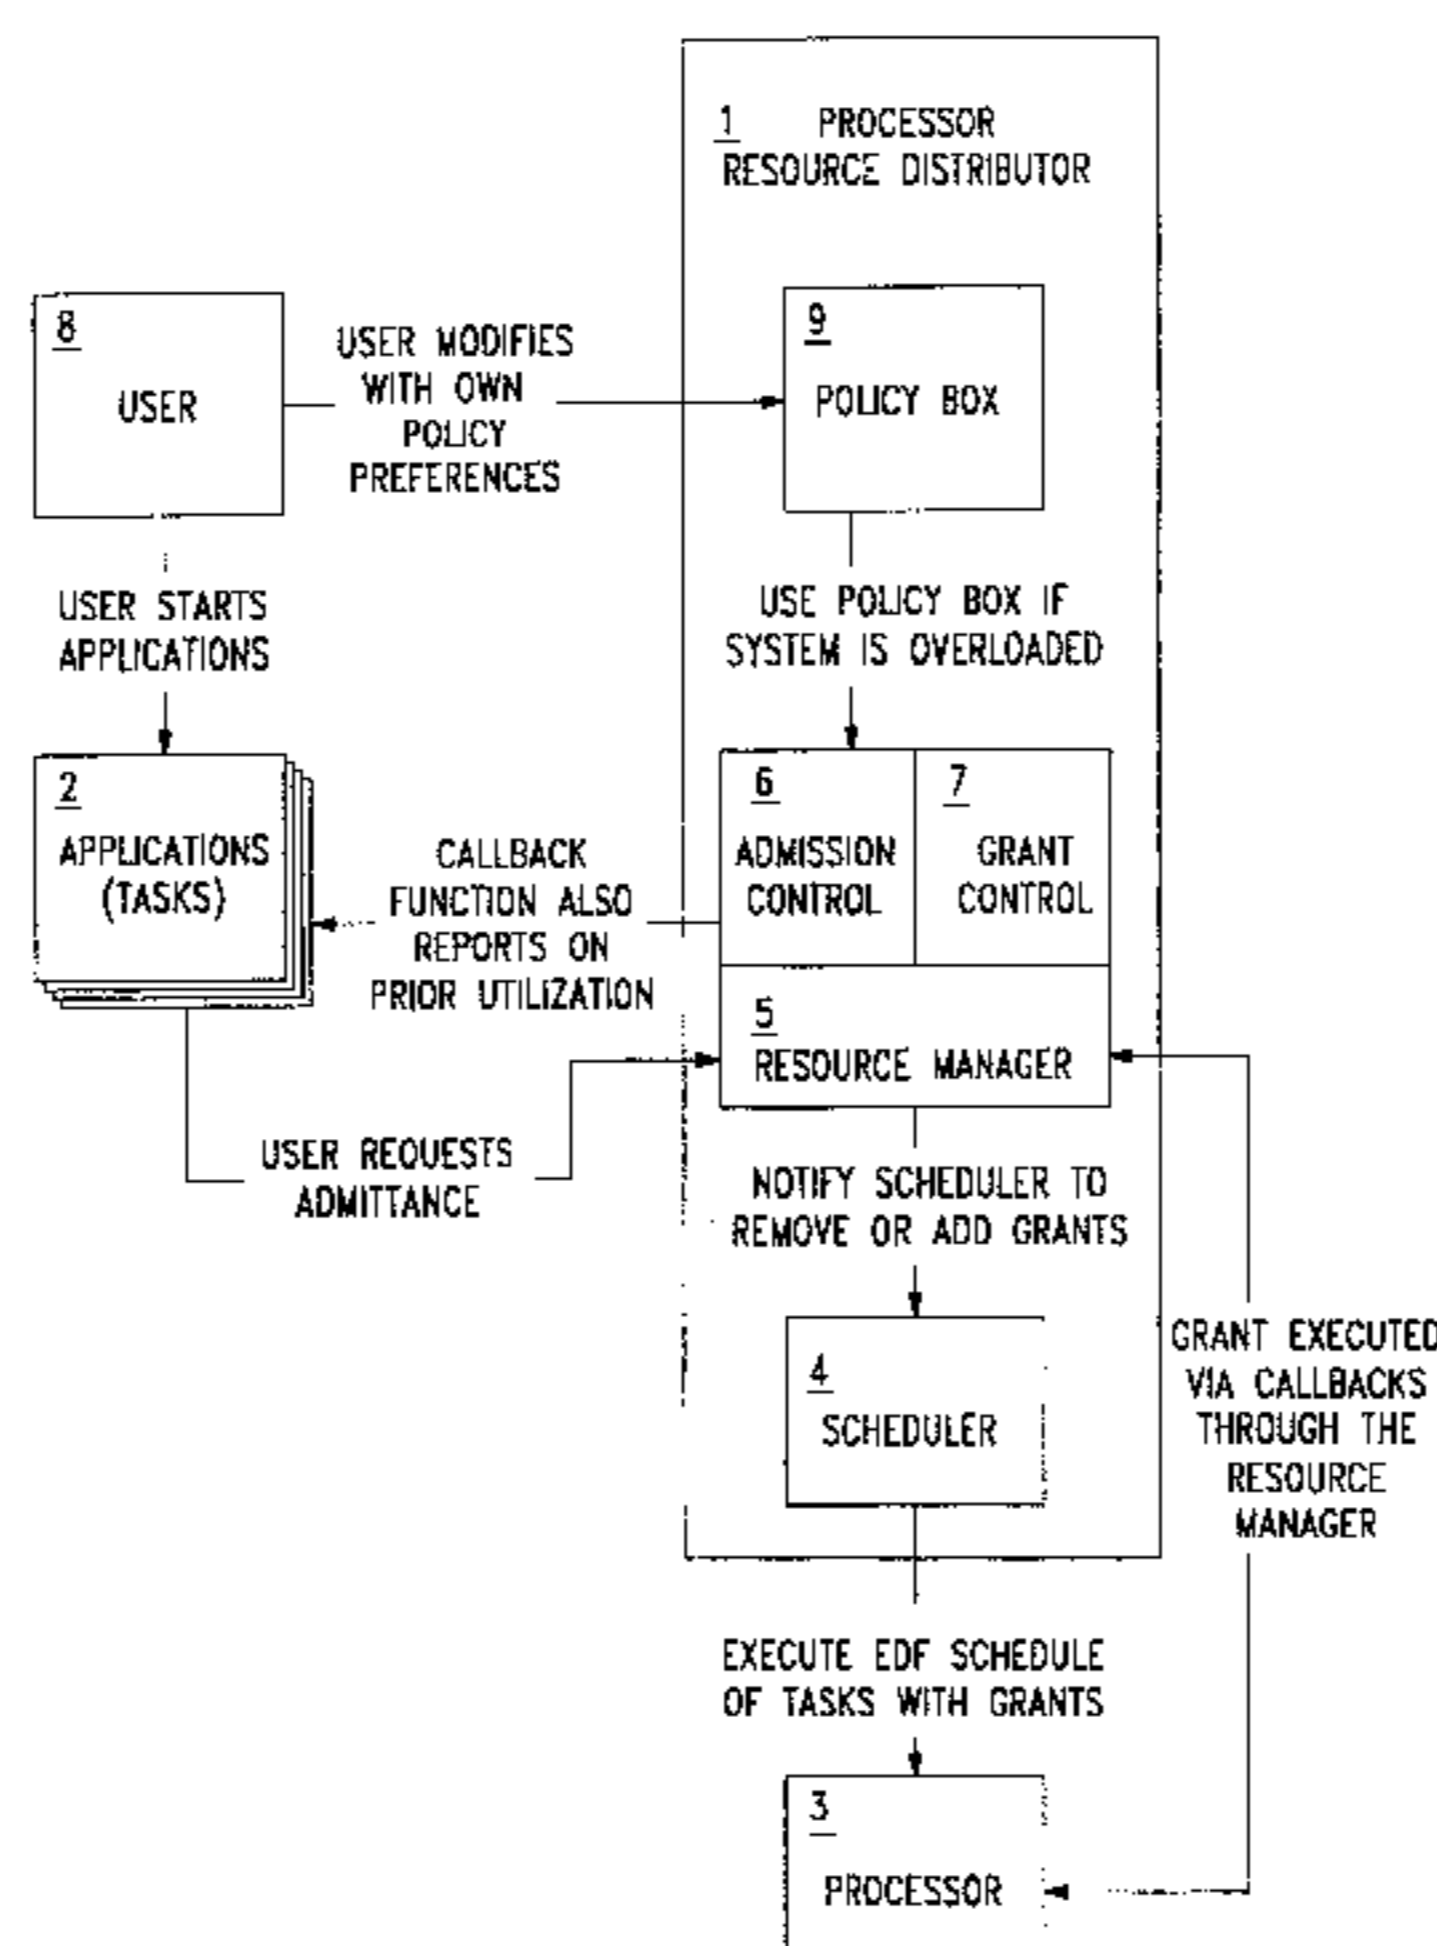 1 PROCESSOR
RESOURCE DISTRIBUTOR
8
USER
USER MODIFIES
WITH OWN
POLICY
PREFERENCES
9
POLICY BOX
USER STARTS
APPLICATIONS
USE POLICY BOX IF
SYSTEM IS OVERLOADED
2
APPLICATIONS
(TASKS)
CALLBACK
FUNCTION ALSO
REPORTS ON
PRIOR UTILIZATION
6
ADMISSION
CONTROL
7
GRANT
CONTROL
5
RESOURCE MANAGER
USER REQUESTS
ADMITTANCE
NOTIFY SCHEDULER TO
REMOVE OR ADD GRANTS
4
SCHEDULER
GRANT EXECUTED
VIA CALLBACKS
THROUGH THE
RESOURCE
MANAGER
EXECUTE EDF SCHEDULE
OF TASKS WITH GRANTS
3
PROCESSOR